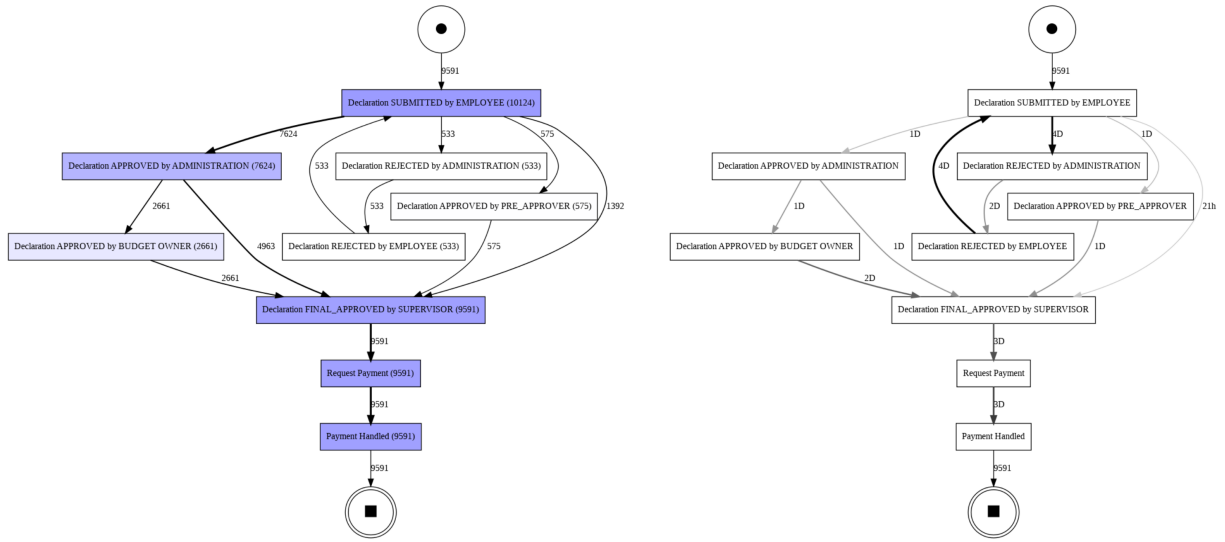 9591
Declaration SUBMITTED by EMPLOYEE (10124)
7624
533
575
Declaration APPROVED by ADMINISTRATION (7624)
533
Declaration REJECTED by ADMINISTRATION (533)
2661
533
Declaration APPROVED by PRE_APPROVER (575)
1392
Declaration APPROVED by BUDGET OWNER (2661)
4963
Declaration REJECTED by EMPLOYEE (533)
575
2661
Declaration FINAL_APPROVED by SUPERVISOR (9591)
9591
Request Payment (9591)
9591
Payment Handled (9591)
9591
9591
Declaration SUBMITTED by EMPLOYEE
1D
4D
1D
Declaration APPROVED by ADMINISTRATION
4D
Declaration REJECTED by ADMINISTRATION
1D
2D
Declaration APPROVED by PRE_APPROVER
21h
Declaration APPROVED by BUDGET OWNER
1D
Declaration REJECTED by EMPLOYEE
1D
2D
Declaration FINAL_APPROVED by SUPERVISOR
3D
Request Payment
3D
Payment Handled
9591